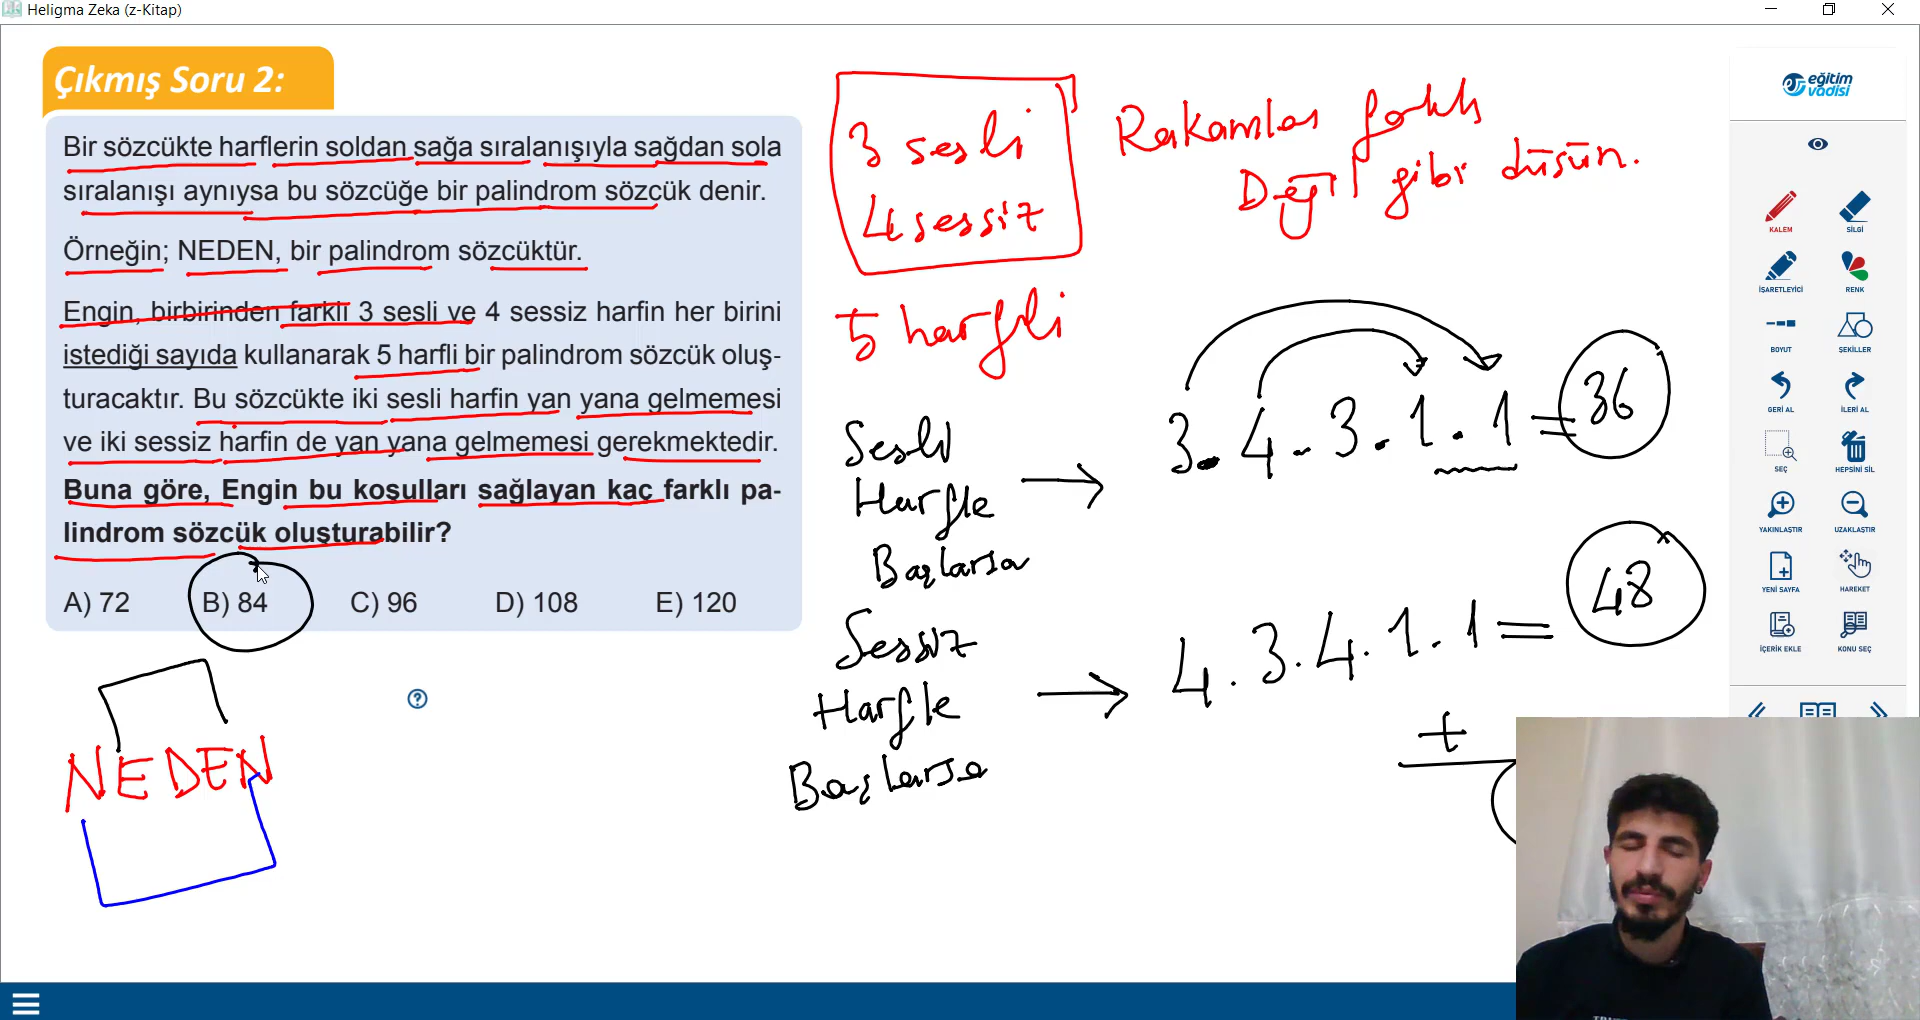 Heligma Zeka (z-Kitap)
Çıkmış Soru 2:
Bir sözcükte harflerin soldan sağa sıralanışıyla sağdan sola
sıralanışı aynıysa bu sözcüğe bir palindrom sözcük denir.
Örneğin; NEDEN, bir palindrom sözcüktür.
Engin, birbirinden farklı 3 sesli ve 4 sessiz harfin her birini
istediği sayıda kullanarak 5 harfli bir palindrom sözcük oluş-
turacaktır. Bu sözcükte iki sesli harfin yan yana gelmemesi
ve iki sessiz harfin de yan yana gelmemesi gerekmektedir.
Buna göre, Engin bu koşulları sağlayan kaç farklı pa-
lindrom sözcük oluşturabilir?
A) 72 B) 84 C) 96 D) 108 E) 120
NEDEN
3 sesli
4 sessiz
5 harfli
Rakamlar farklı
Değil gibi düşün.
Sesli
Harfle
Başlarsa
3.4.3.1.1=36
Sessiz
Harfle
Başlarsa
4.3.4.1.1=48
+
eğitim
vadisi
KALEM
SİLGİ
İŞARETLEYİCİ
RENK
BOYUT
ŞEKİLLER
GERİ AL
İLERİ AL
SEÇ
HEPSİNİ SİL
YAKINLAŞTIR
UZAKLAŞTIR
YENİ SAYFA
HAREKET
İÇERİK EKLE
KONU SEÇ